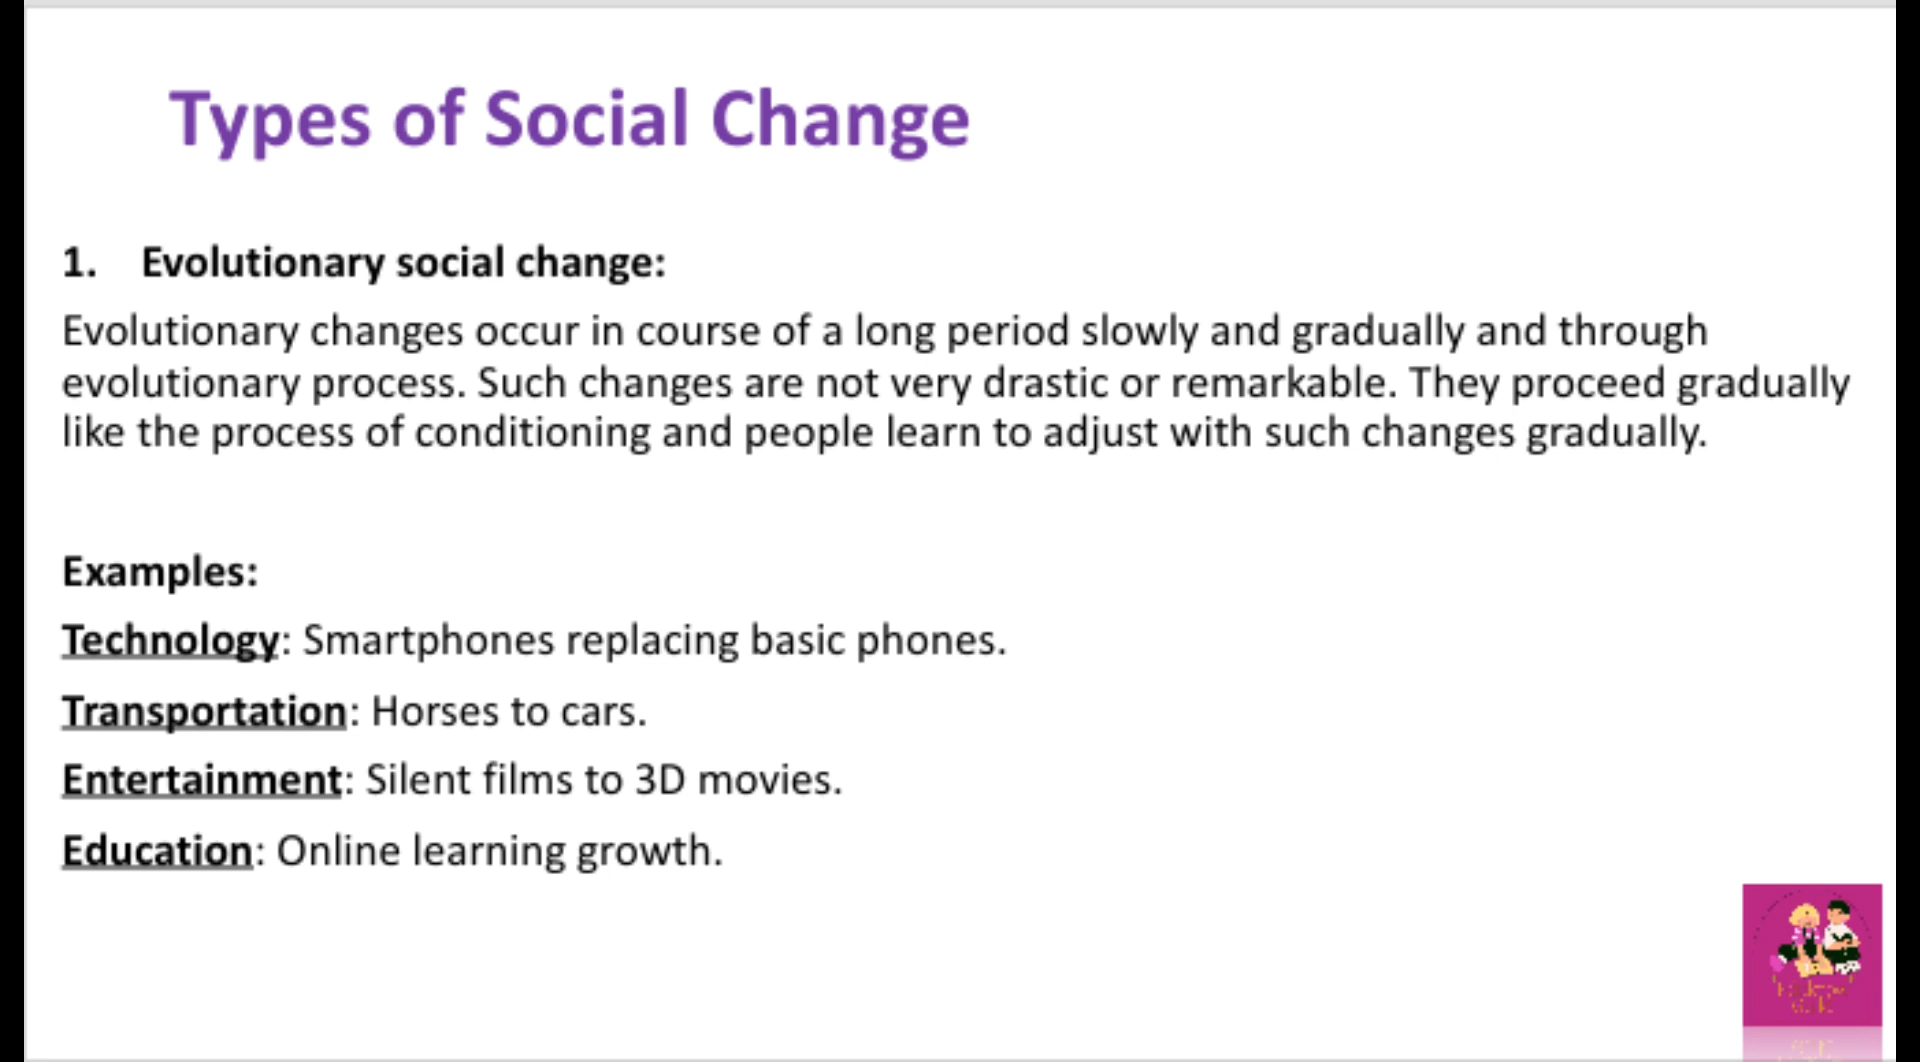 Types of Social Change
1. Evolutionary social change:
Evolutionary changes occur in course of a long period slowly and gradually and through
evolutionary process. Such changes are not very drastic or remarkable. They proceed gradually
like the process of conditioning and people learn to adjust with such changes gradually.
Examples:
Technology: Smartphones replacing basic phones.
Transportation: Horses to cars.
Entertainment: Silent films to 3D movies.
Education: Online learning growth.